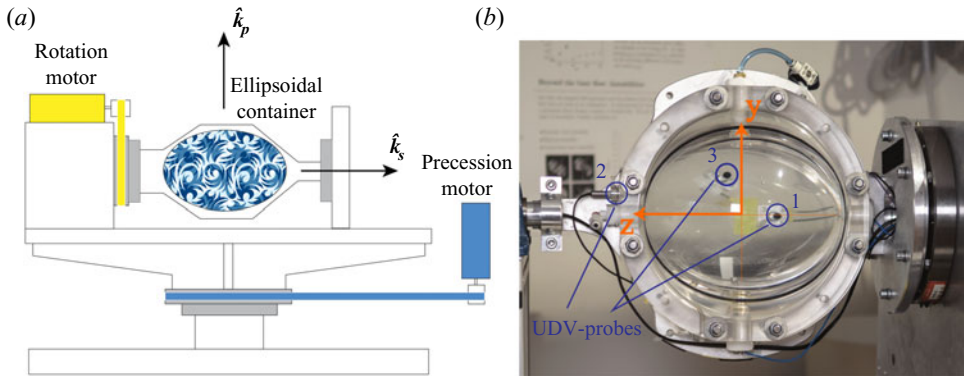 (a)
k̂p
Rotation
motor
Ellipsoidal
container
k̂s
Precession
motor
(b)
y
3
2
1
z
UDV-probes